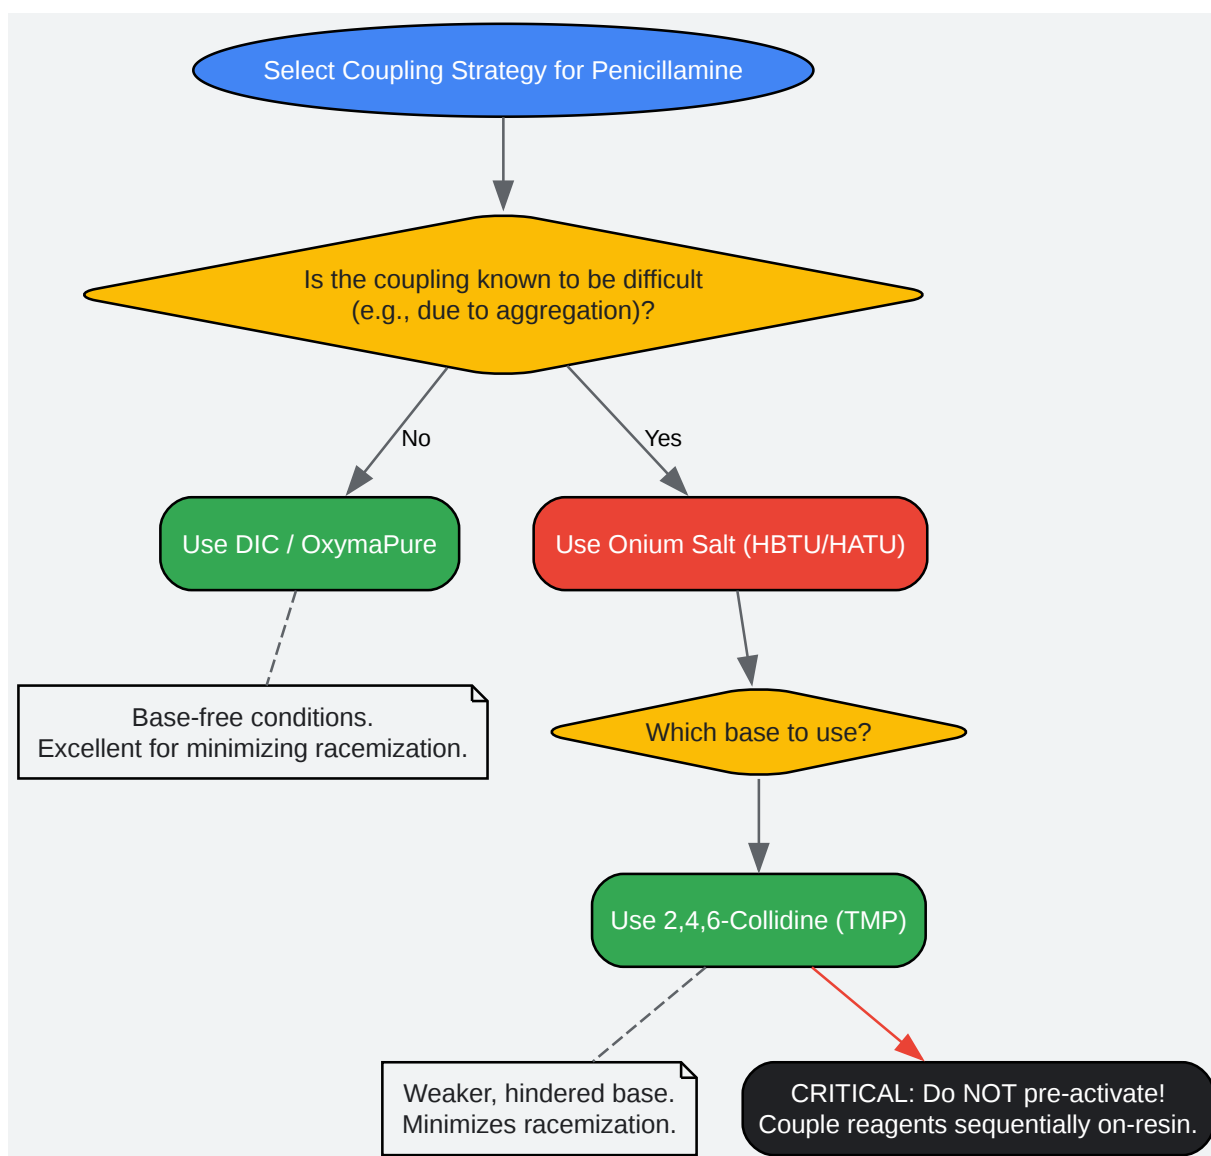 Select Coupling Strategy for Penicillamine
Is the coupling known to be difficult
(e.g., due to aggregation)?
No
Yes
Use DIC / OxymaPure
Use Onium Salt (HBTU/HATU)
Base-free conditions.
Excellent for minimizing racemization.
Which base to use?
Use 2,4,6-Collidine (TMP)
Weaker, hindered base.
Minimizes racemization.
CRITICAL: Do NOT pre-activate!
Couple reagents sequentially on-resin.